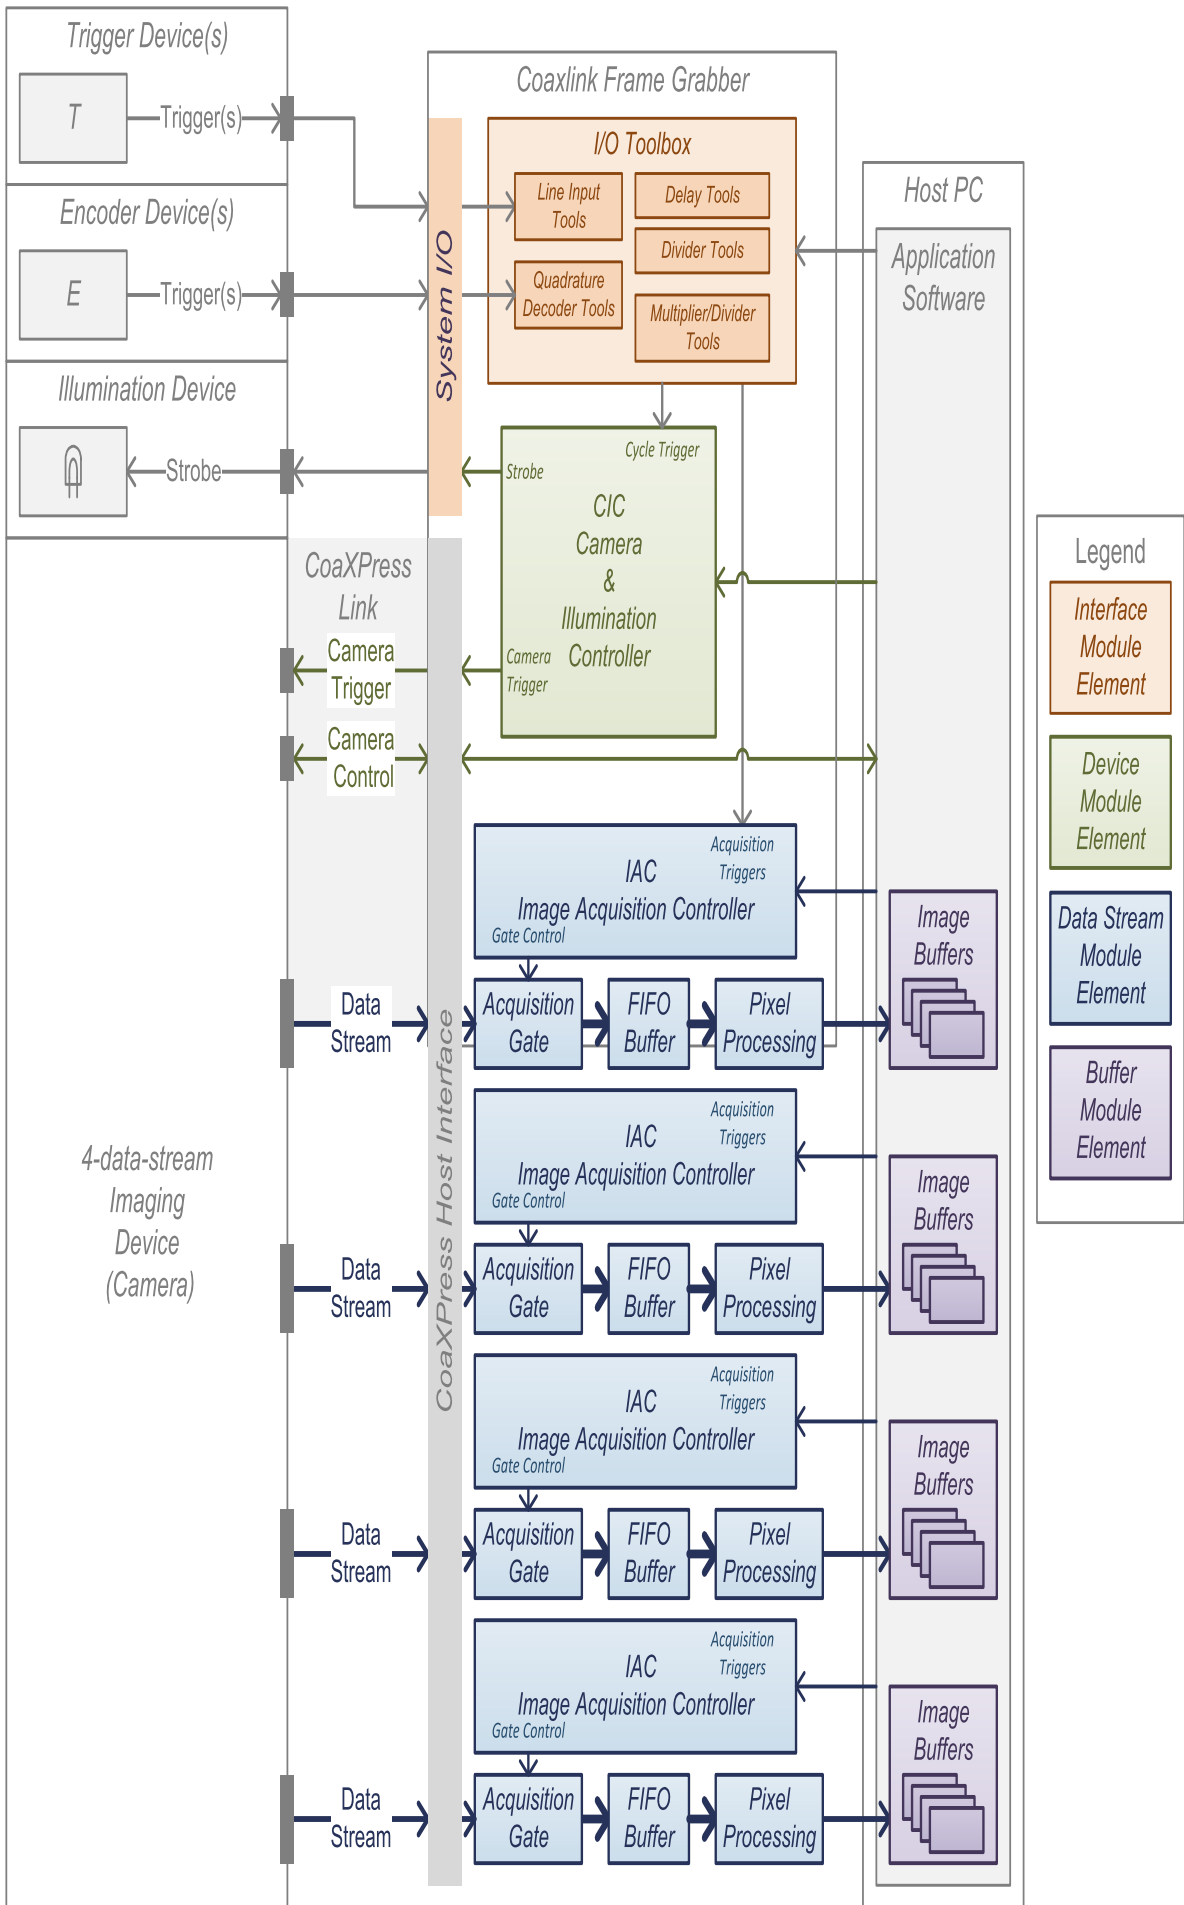 Trigger Device(s)
T
Trigger(s)
Encoder Device(s)
E
Trigger(s)
Illumination Device
Strobe
4-data-stream
Imaging
Device
(Camera)
CoaXPress
Link
Camera
Trigger
Camera
Control
Data
Stream
Data
Stream
Data
Stream
Data
Stream
Coaxlink Frame Grabber
System I/O
CoaXPress Host Interface
I/O Toolbox
Line Input
Tools
Delay Tools
Divider Tools
Quadrature
Decoder Tools
Multiplier/Divider
Tools
Cycle Trigger
Strobe
CIC
Camera
&
Illumination
Controller
Camera
Trigger
Acquisition
Triggers
IAC
Image Acquisition Controller
Gate Control
Acquisition
Gate
FIFO
Buffer
Pixel
Processing
Acquisition
Triggers
IAC
Image Acquisition Controller
Gate Control
Acquisition
Gate
FIFO
Buffer
Pixel
Processing
Acquisition
Triggers
IAC
Image Acquisition Controller
Gate Control
Acquisition
Gate
FIFO
Buffer
Pixel
Processing
Acquisition
Triggers
IAC
Image Acquisition Controller
Gate Control
Acquisition
Gate
FIFO
Buffer
Pixel
Processing
Host PC
Application
Software
Image
Buffers
Image
Buffers
Image
Buffers
Image
Buffers
Legend
Interface
Module
Element
Device
Module
Element
Data Stream
Module
Element
Buffer
Module
Element